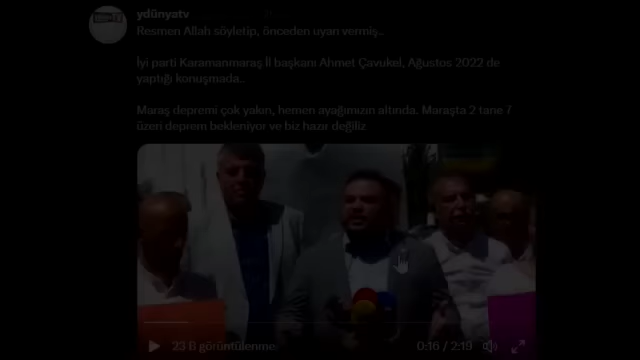 ydünyatv
Resmen Allah söyletip, önceden uyarı vermiş..
İyi parti Karamanmaraş İl başkanı Ahmet Çavukel, Ağustos 2022 de
yaptığı konuşmada..
Maraş depremi çok yakın, hemen ayağımızın altında. Maraşta 2 tane 7
üzeri deprem bekleniyor ve biz hazır değiliz
23 B görüntülenme
0:16 / 2:19